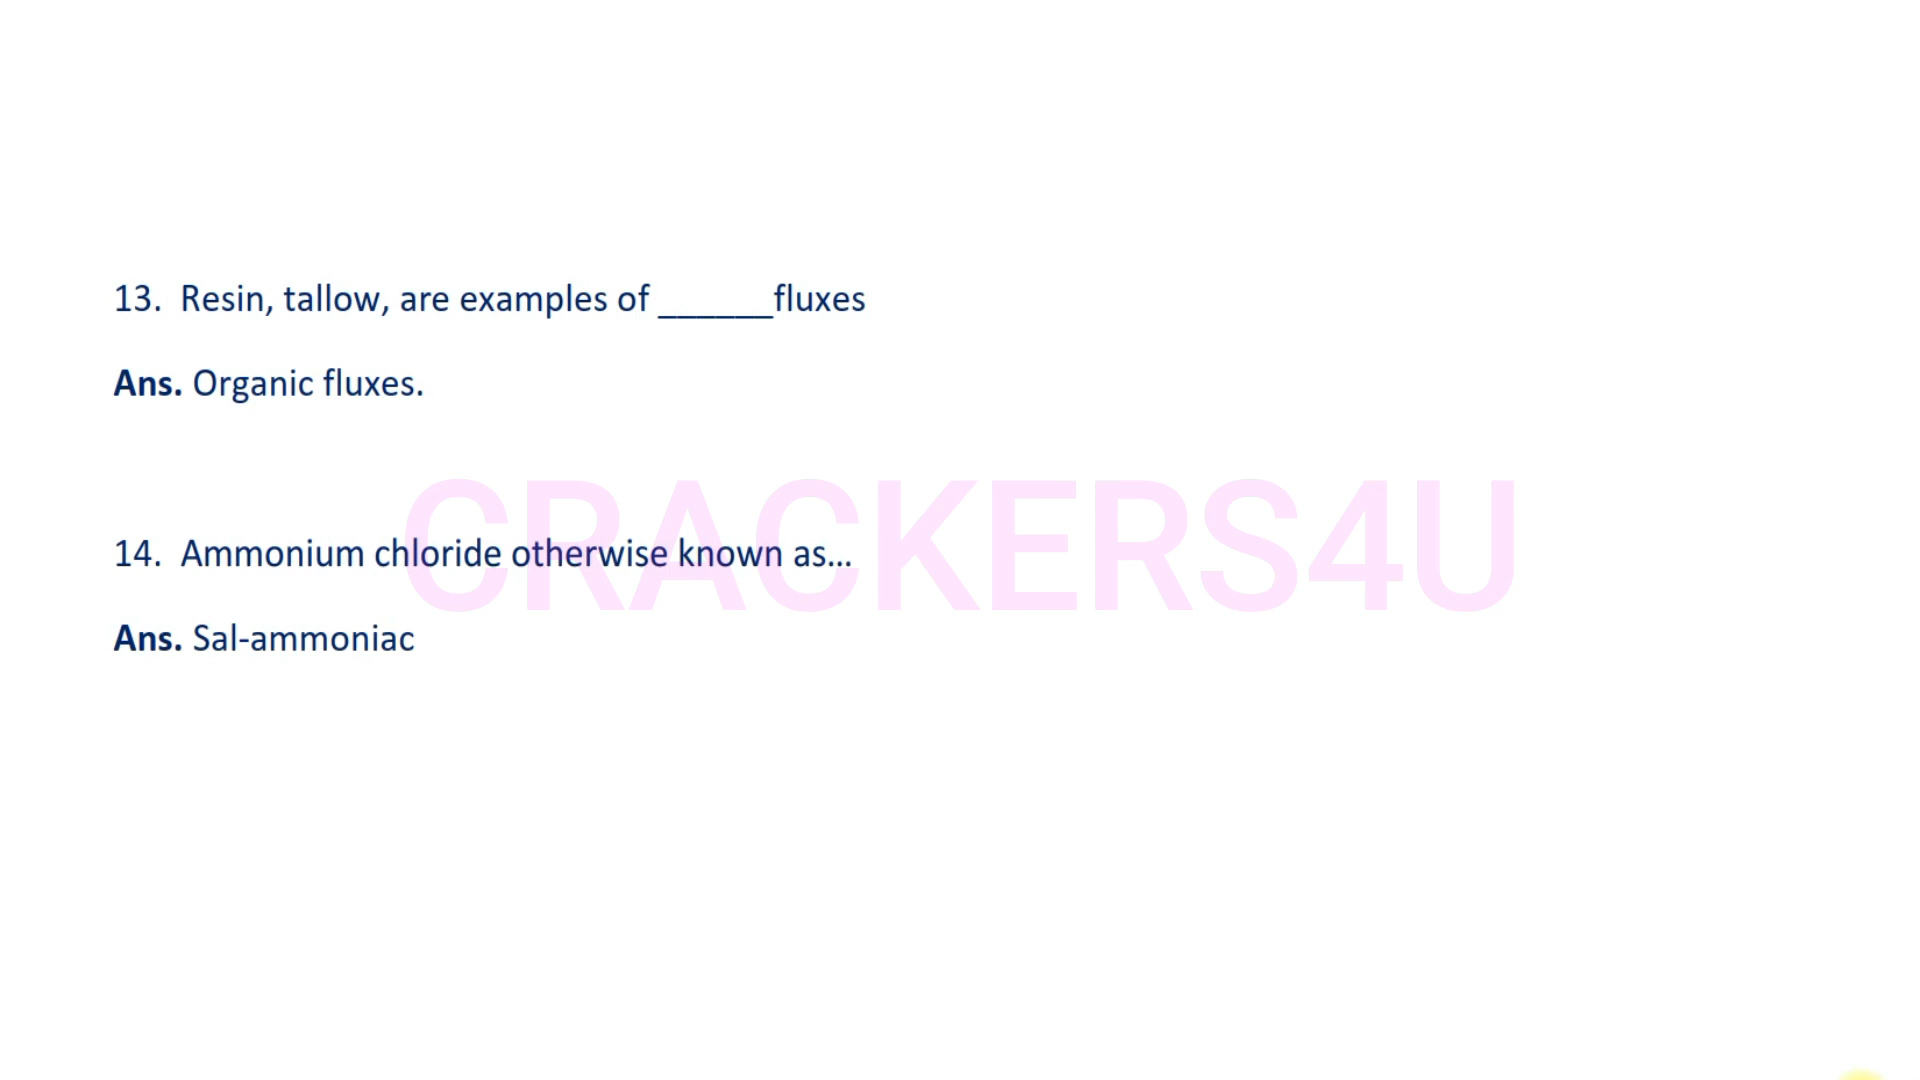 13.  Resin, tallow, are examples of ______fluxes
Ans. Organic fluxes.
CRACKERS4U
14.  Ammonium chloride otherwise known as...
Ans. Sal-ammoniac